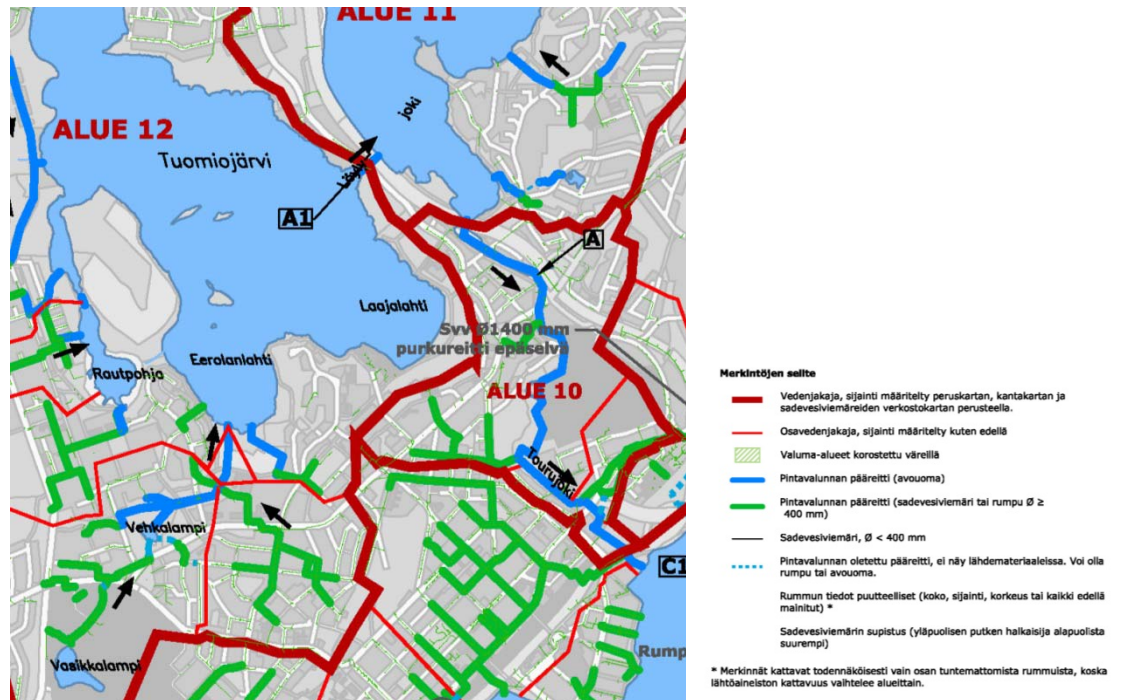 ALUE 11
joki
ALUE 12
Tuomiojärvi
A1
A
Laajalahti
Svv Ø1400 mm
purkureitti epäselvä
Eerolanlahti
Rautpohja
ALUE 10
Tourujoki
Vehkalampi
C1
Vasikkalampi
Rump
Merkintöjen selite
Vedenjakaja, sijainti määritelty peruskartan, kantakartan ja
sadevesiviemäreiden verkostokartan perusteella.
Osavedenjakaja, sijainti määritelty kuten edellä
Valuma-alueet korostettu väreillä
Pintavalunnan pääreitti (avouoma)
Pintavalunnan pääreitti (sadevesiviemäri tai rumpu Ø ≥
400 mm)
Sadevesiviemäri, Ø < 400 mm
Pintavalunnan oletettu pääreitti, ei näy lähdemateriaaleissa. Voi olla
rumpu tai avouoma.
Rummun tiedot puutteelliset (koko, sijainti, korkeus tai kaikki edellä
mainitut) *
Sadevesiviemärin supistus (yläpuolisen putken halkaisija alapuolista
suurempi)
* Merkinnät kattavat todennäköisesti vain osan tuntemattomista rummuista, koska
lähtöaineiston kattavuus vaihtelee alueittain.